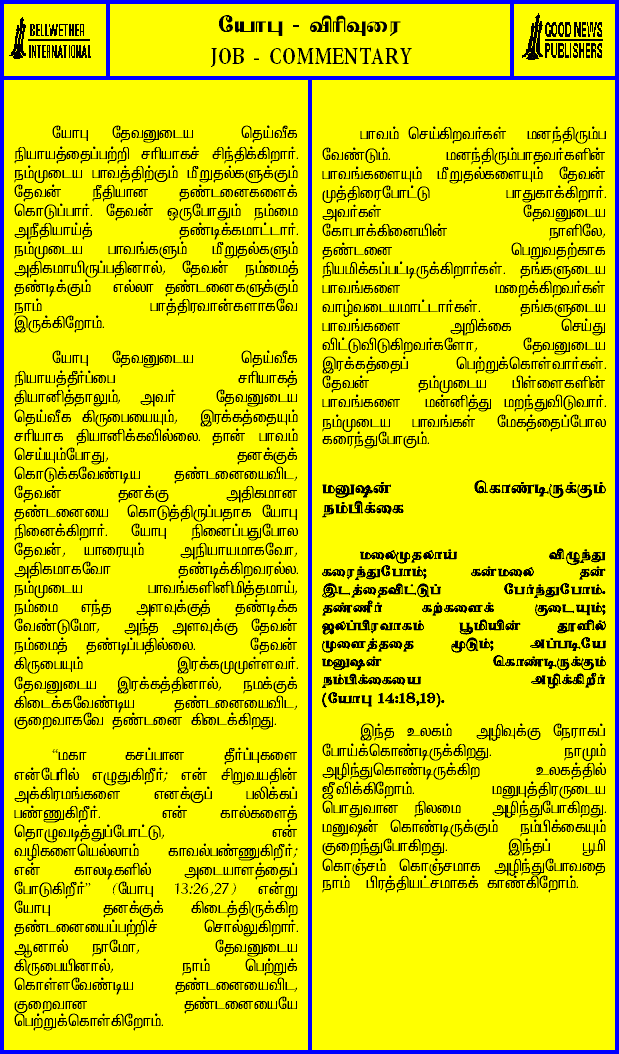 BELLWETHER
INTERNATIONAL
யோபு - விரிவுரை
JOB - COMMENTARY
GOOD NEWS
PUBLISHERS
யோபு தேவனுடைய தெய்வீக
நியாயத்தைப்பற்றி சரியாகச் சிந்திக்கிறார்.
நம்முடைய பாவத்திற்கும் மீறுதல்களுக்கும்
தேவன் நீதியான தண்டனைகளைக்
கொடுப்பார். தேவன் ஒருபோதும் நம்மை
அநீதியாய்த் தண்டிக்கமாட்டார்.
நம்முடைய பாவங்களும் மீறுதல்களும்
அதிகமாயிருப்பதினால், தேவன் நம்மைத்
தண்டிக்கும் எல்லா தண்டனைகளுக்கும்
நாம் பாத்திரவான்களாகவே
இருக்கிறோம்.
யோபு தேவனுடைய தெய்வீக
நியாயத்தீர்ப்பை சரியாகத்
தியானித்தாலும், அவர் தேவனுடைய
தெய்வீக கிருபையையும், இரக்கத்தையும்
சரியாக தியானிக்கவில்லை. தான் பாவம்
செய்யும்போது, தனக்குக்
கொடுக்கவேண்டிய தண்டனையைவிட,
தேவன் தனக்கு அதிகமான
தண்டனையை கொடுத்திருப்பதாக யோபு
நினைக்கிறார். யோபு நினைப்பதுபோல
தேவன், யாரையும் அநியாயமாகவோ,
அதிகமாகவோ தண்டிக்கிறவரல்ல.
நம்முடைய பாவங்களினிமித்தமாய்,
நம்மை எந்த அளவுக்குத் தண்டிக்க
வேண்டுமோ, அந்த அளவுக்கு தேவன்
நம்மைத் தண்டிப்பதில்லை. தேவன்
கிருபையும் இரக்கமுமுள்ளவர்.
தேவனுடைய இரக்கத்தினால், நமக்குக்
கிடைக்கவேண்டிய தண்டனையைவிட,
குறைவாகவே தண்டனை கிடைக்கிறது.
“மகா கசப்பான தீர்ப்புகளை
என்பேரில் எழுதுகிறீர்; என் சிறுவயதின்
அக்கிரமங்களை எனக்குப் பலிக்கப்
பண்ணுகிறீர். என் கால்களைத்
தொழுவடித்துப்போட்டு, என்
வழிகளையெல்லாம் காவல்பண்ணுகிறீர்;
என் காலடிகளில் அடையாளத்தைப்
போடுகிறீர்” (யோபு 13:26,27) என்று
யோபு தனக்குக் கிடைத்திருக்கிற
தண்டனையைப்பற்றிச் சொல்லுகிறார்.
ஆனால் நாமோ, தேவனுடைய
கிருபையினால், நாம் பெற்றுக்
கொள்ளவேண்டிய தண்டனையைவிட,
குறைவான தண்டனையையே
பெற்றுக்கொள்கிறோம்.
பாவம் செய்கிறவர்கள் மனந்திரும்ப
வேண்டும். மனந்திரும்பாதவர்களின்
பாவங்களையும் மீறுதல்களையும் தேவன்
முத்திரைபோட்டு பாதுகாக்கிறார்.
அவர்கள் தேவனுடைய
கோபாக்கினையின் நாளிலே,
தண்டனை பெறுவதற்காக
நியமிக்கப்பட்டிருக்கிறார்கள். தங்களுடைய
பாவங்களை மறைக்கிறவர்கள்
வாழ்வடையமாட்டார்கள். தங்களுடைய
பாவங்களை அறிக்கை செய்து
விட்டுவிடுகிறவர்களோ, தேவனுடைய
இரக்கத்தைப் பெற்றுக்கொள்வார்கள்.
தேவன் தம்முடைய பிள்ளைகளின்
பாவங்களை மன்னித்து மறந்துவிடுவார்.
நம்முடைய பாவங்கள் மேகத்தைப்போல
கரைந்துபோகும்.
மனுஷன் கொண்டிருக்கும்
நம்பிக்கை
மலைமுதலாய் விழுந்து
கரைந்துபோம்; கன்மலை தன்
இடத்தைவிட்டுப் பேர்ந்துபோம்.
தண்ணீர் கற்களைக் குடையும்;
ஜலப்பிரவாகம் பூமியின் தூளில்
முளைத்ததை மூடும்; அப்படியே
மனுஷன் கொண்டிருக்கும்
நம்பிக்கையை அழிக்கிறீர்
(யோபு 14:18,19).
இந்த உலகம் அழிவுக்கு நேராகப்
போய்க்கொண்டிருக்கிறது. நாமும்
அழிந்துகொண்டிருக்கிற உலகத்தில்
ஜீவிக்கிறோம். மனுபுத்திரருடைய
பொதுவான நிலமை அழிந்துபோகிறது.
மனுஷன் கொண்டிருக்கும் நம்பிக்கையும்
குறைந்துபோகிறது. இந்தப் பூமி
கொஞ்சம் கொஞ்சமாக அழிந்துபோவதை
நாம் பிரத்தியட்சமாகக் காண்கிறோம்.